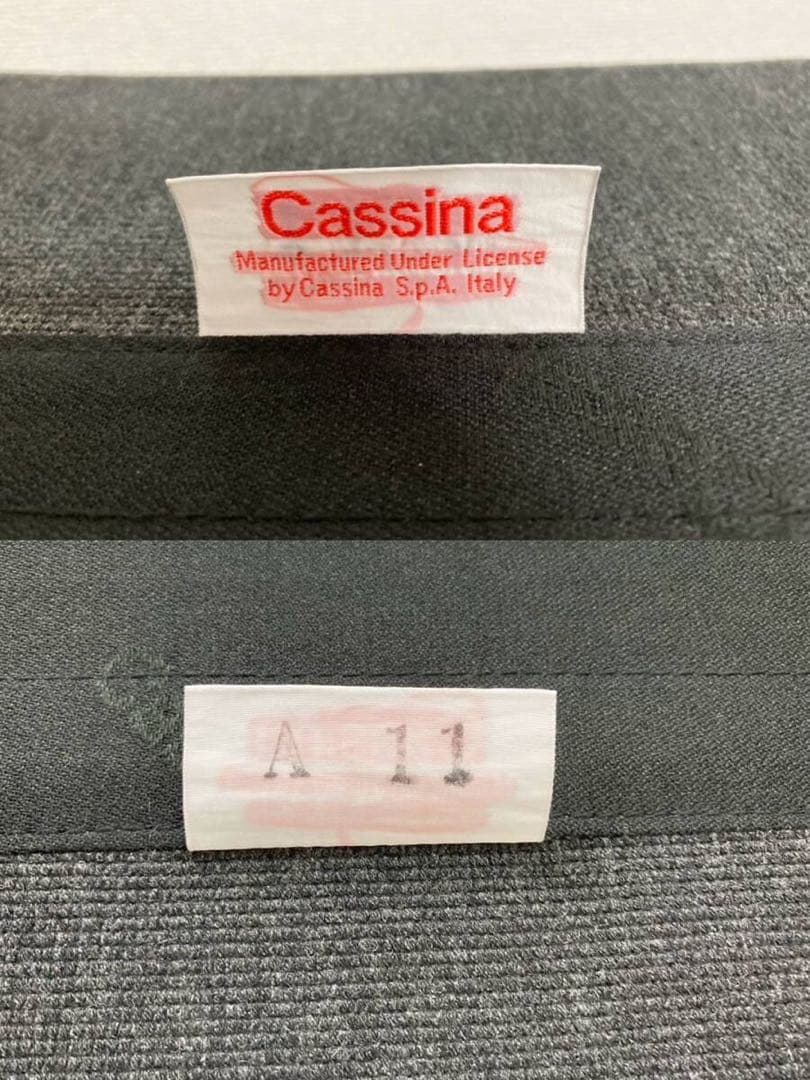 Cassina
Manufactured Under License
by Cassina S.p.A. Italy
A 11